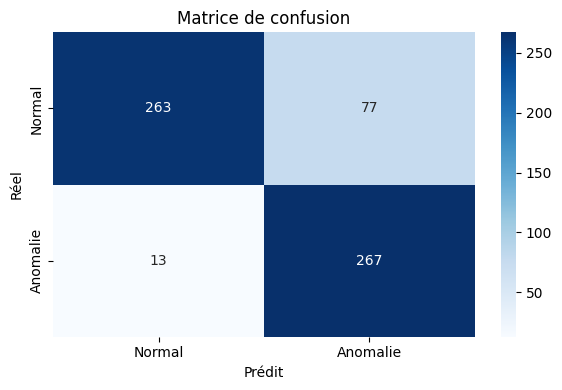 Matrice de confusion
Réel
Normal
263
77
Anomalie
13
267
Normal
Anomalie
Prédit
250
200
150
100
50